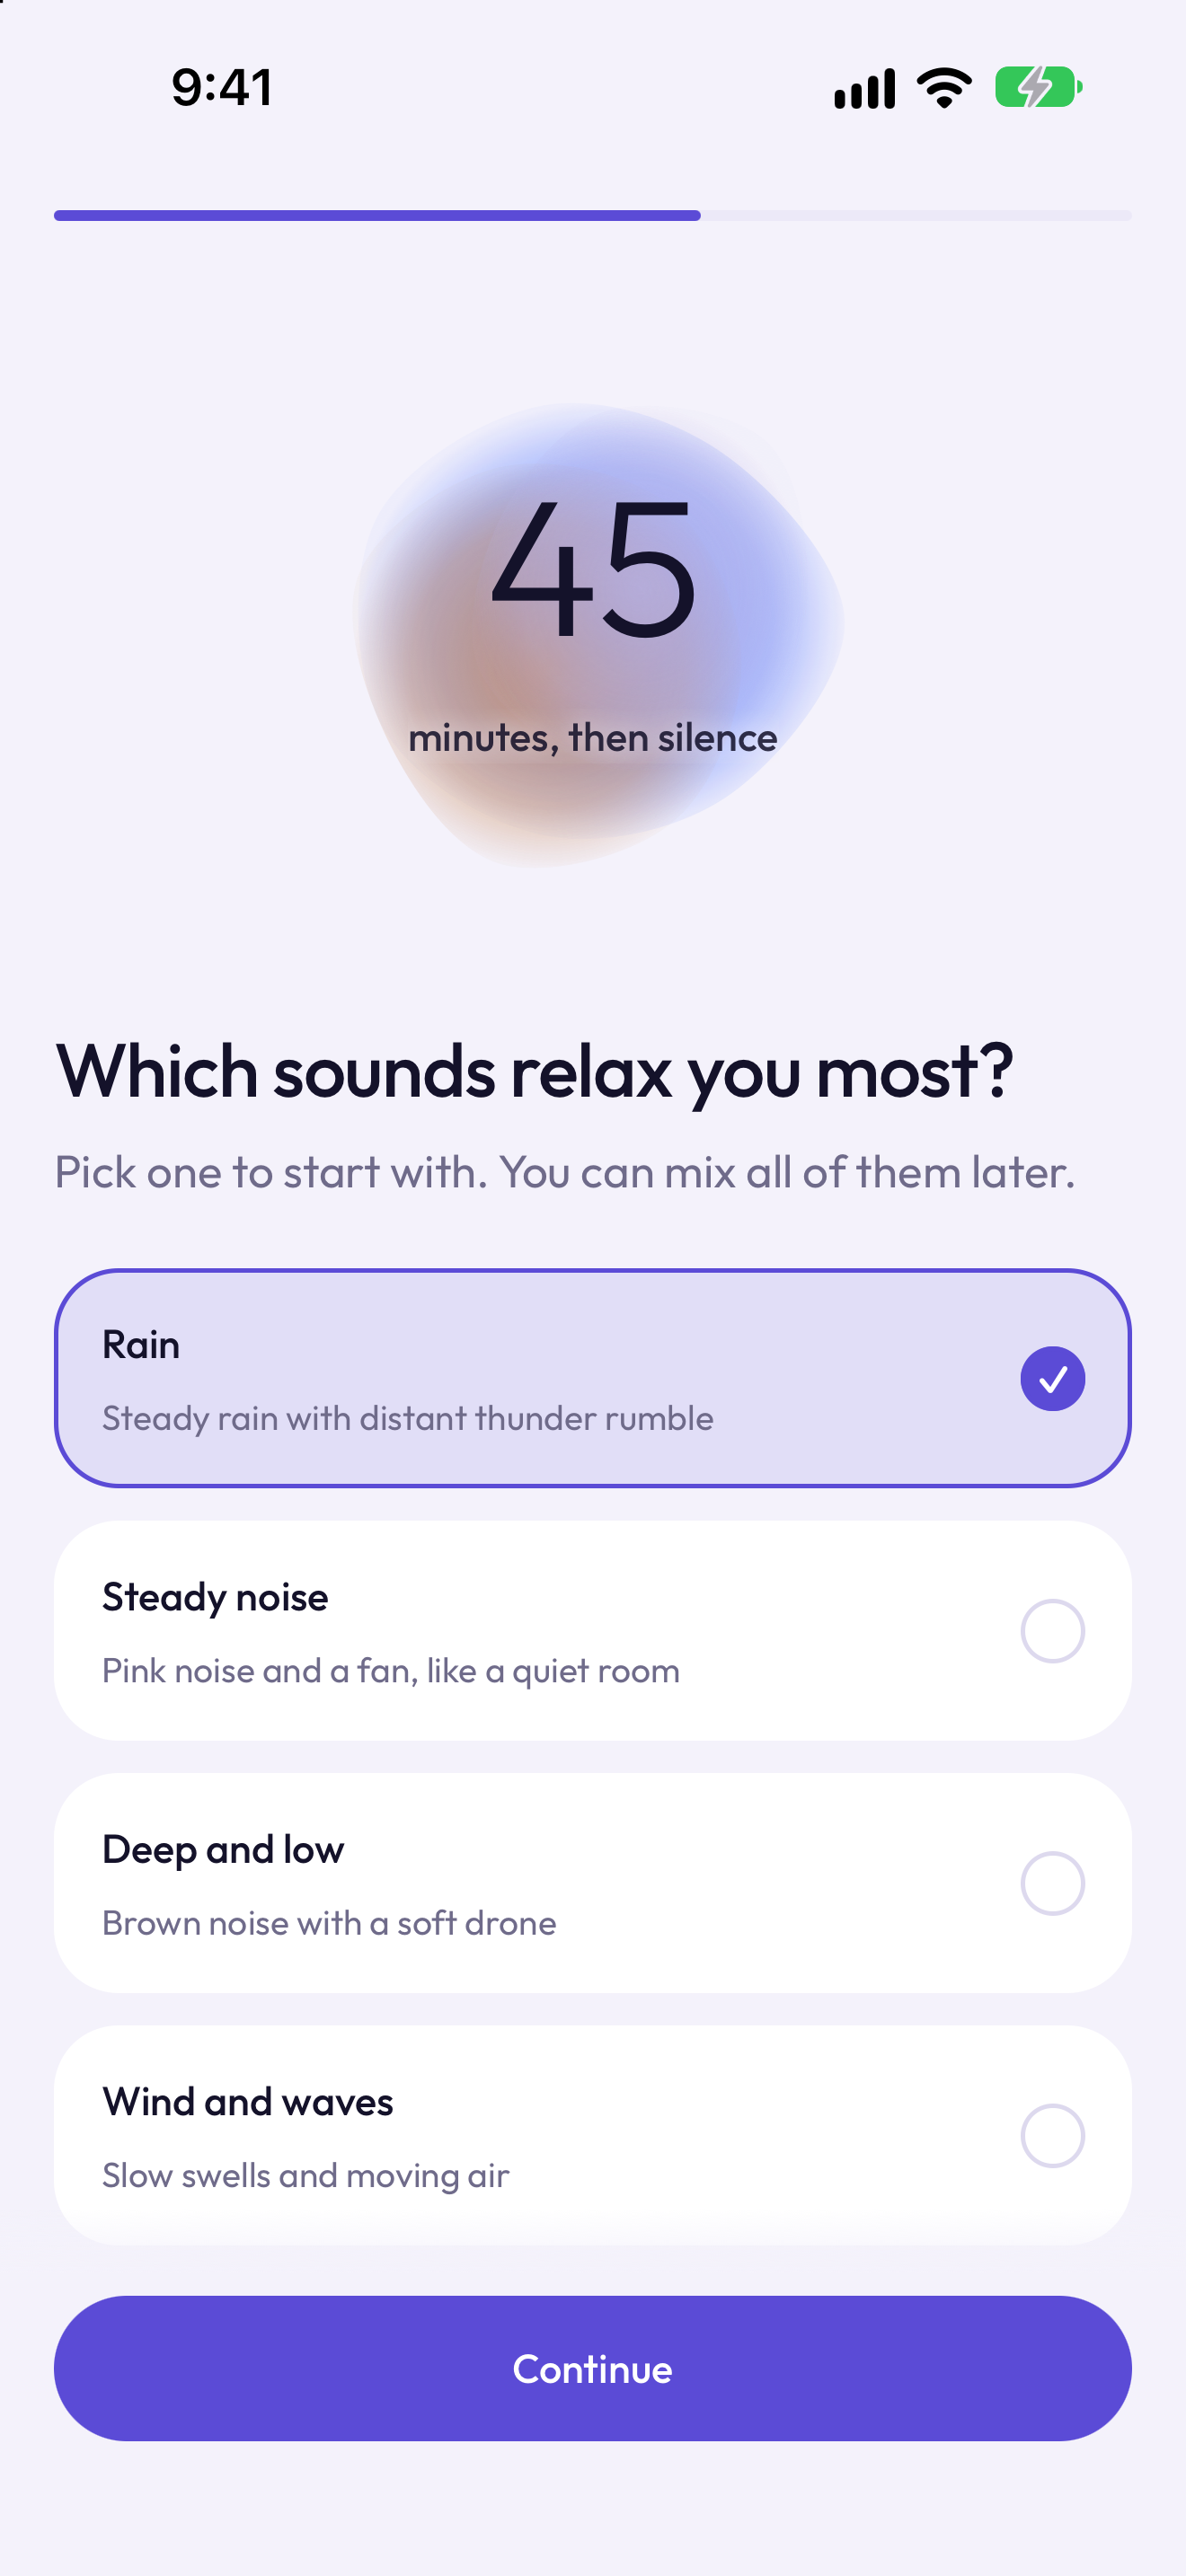 9:41
45
minutes, then silence
Which sounds relax you most?
Pick one to start with. You can mix all of them later.
Rain
Steady rain with distant thunder rumble
Steady noise
Pink noise and a fan, like a quiet room
Deep and low
Brown noise with a soft drone
Wind and waves
Slow swells and moving air
Continue